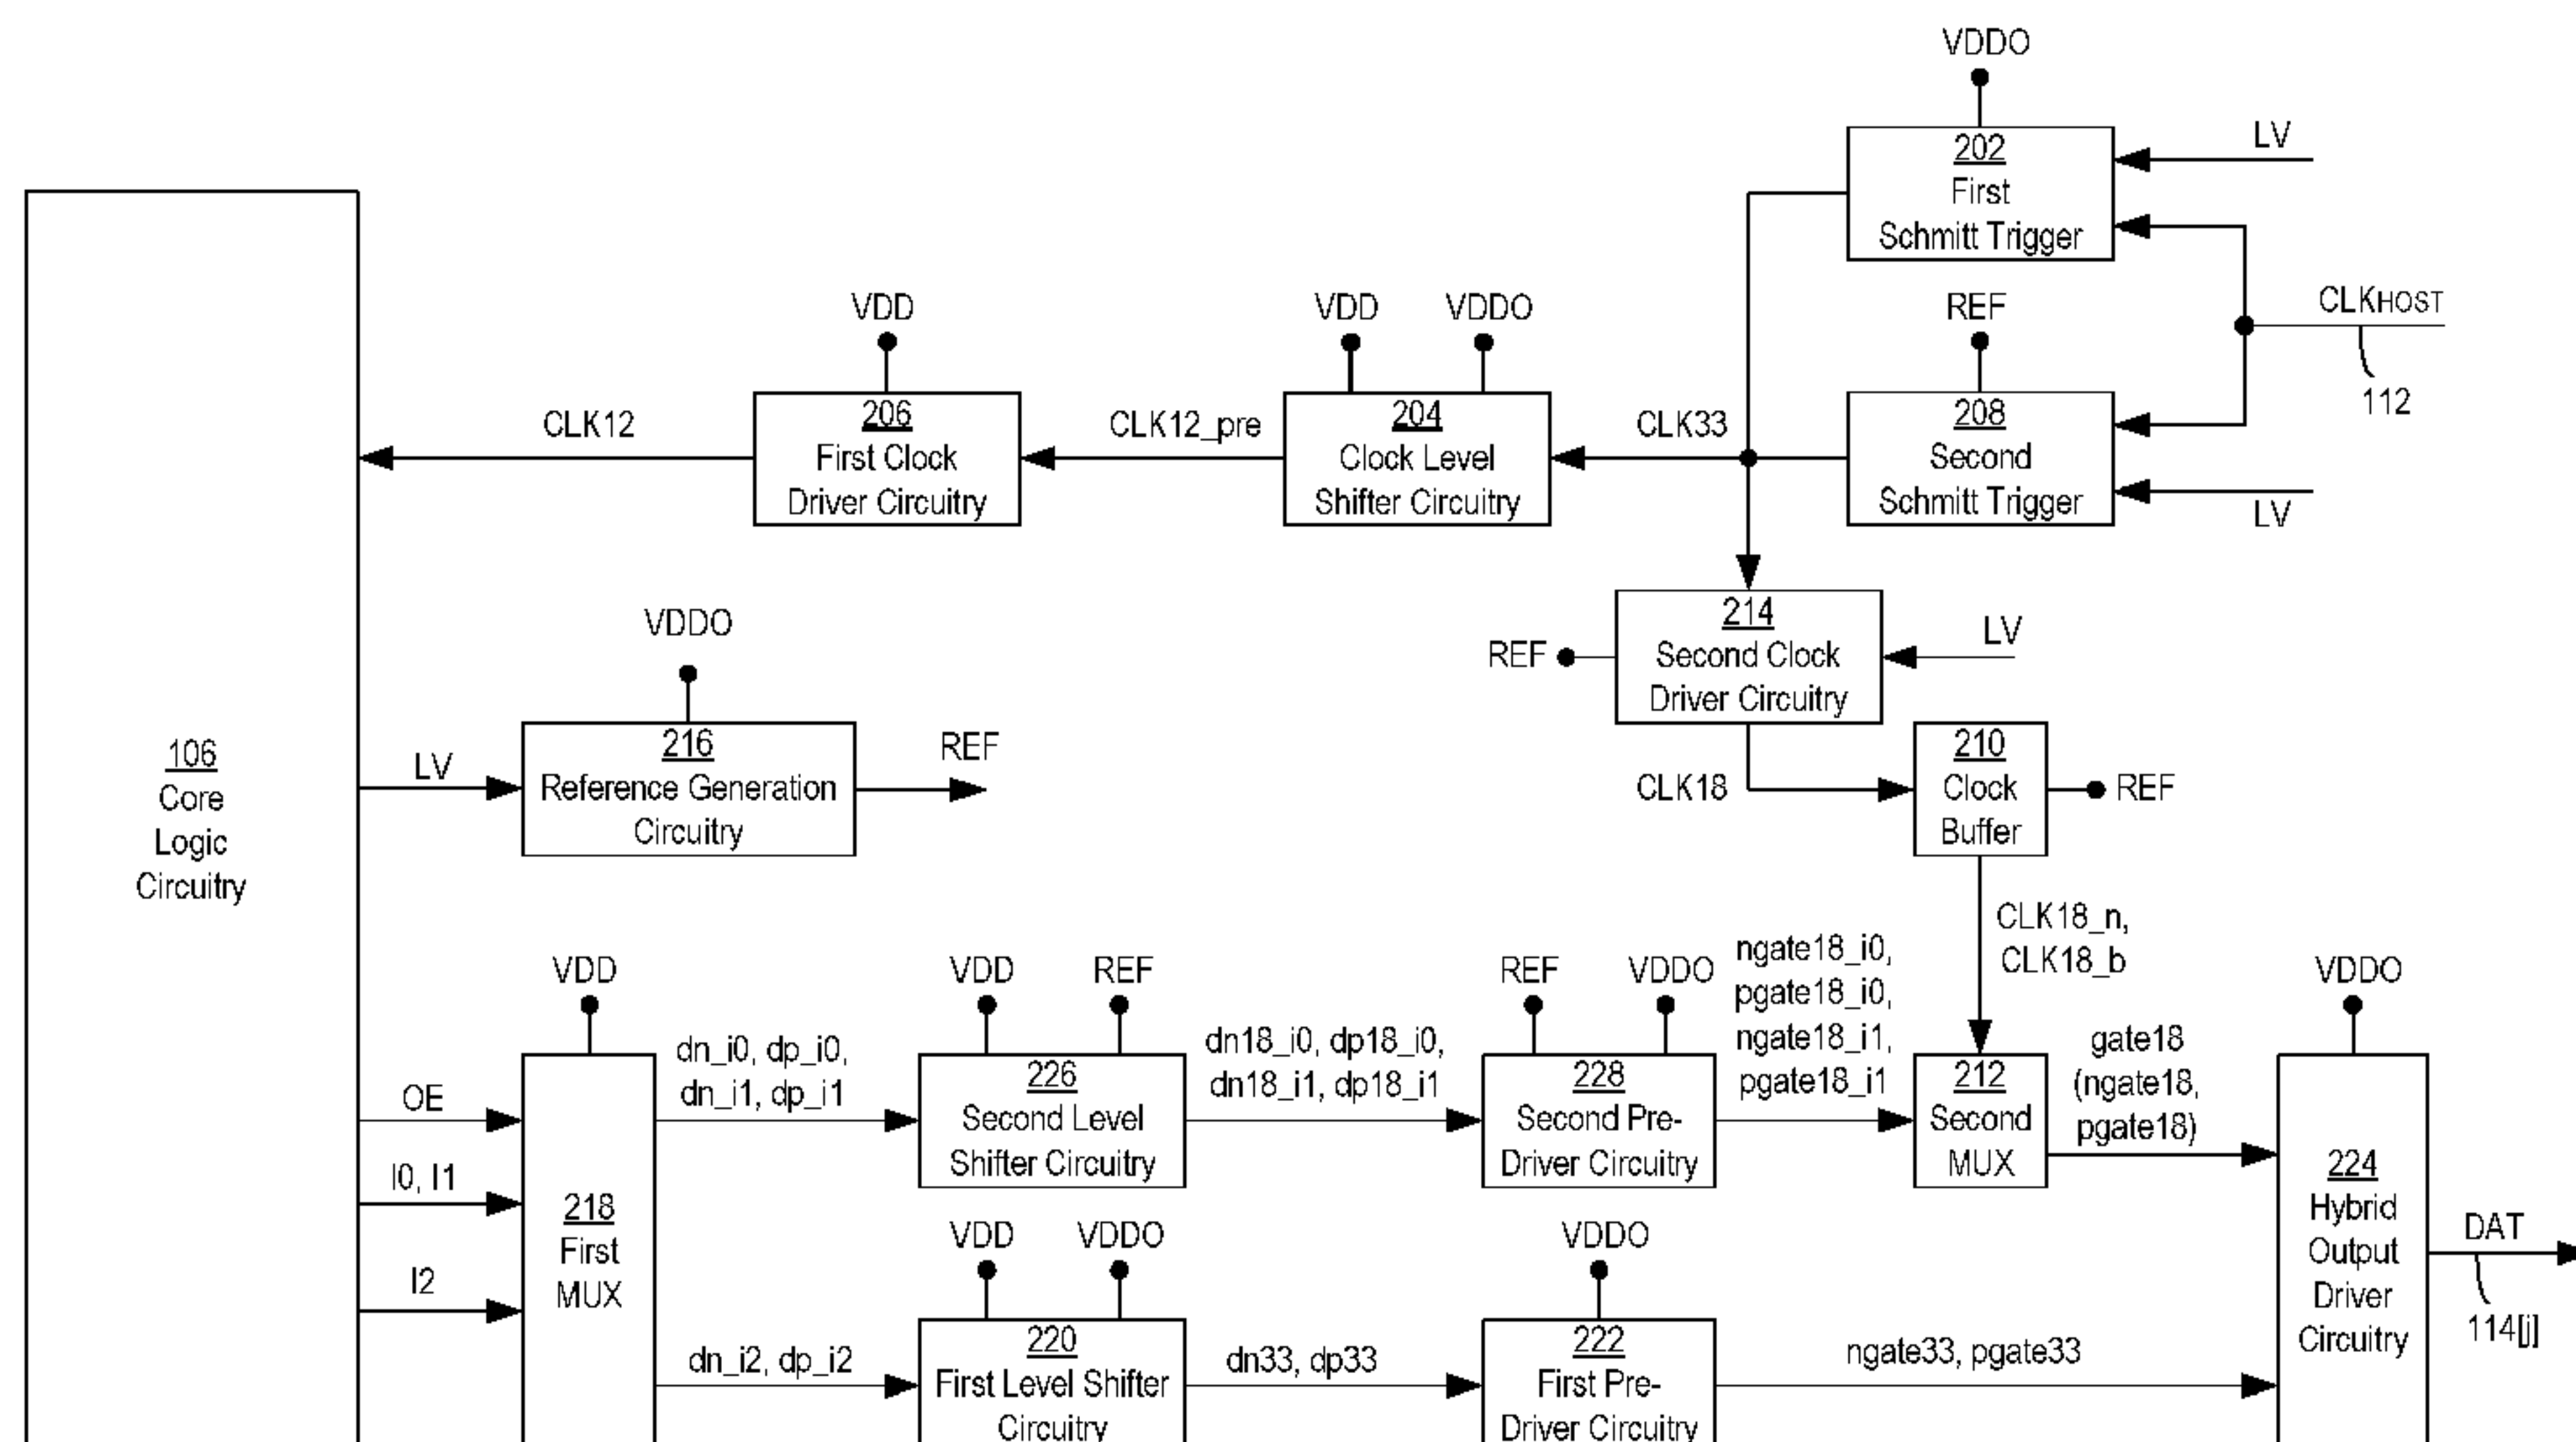 VDDO
202
First
Schmitt Trigger
LV
VDD
VDD
VDDO
REF
CLKHOST
112
CLK12
206
First Clock
Driver Circuitry
CLK12_pre
204
Clock Level
Shifter Circuitry
CLK33
208
Second
Schmitt Trigger
LV
VDDO
REF
214
Second Clock
Driver Circuitry
LV
106
Core
Logic
Circuitry
LV
216
Reference Generation
Circuitry
REF
CLK18
210
Clock
Buffer
REF
CLK18_n,
CLK18_b
VDD
VDD
REF
REF
VDDO
ngate18_i0,
pgate18_i0,
ngate18_i1,
pgate18_i1
VDDO
OE
I0, I1
I2
218
First
MUX
dn_i0, dp_i0,
dn_i1, dp_i1
226
Second Level
Shifter Circuitry
dn18_i0, dp18_i0,
dn18_i1, dp18_i1
228
Second Pre-
Driver Circuitry
212
Second
MUX
gate18
(ngate18,
pgate18)
224
Hybrid
Output
Driver
Circuitry
DAT
114[j]
VDD
VDDO
VDDO
dn_i2, dp_i2
220
First Level Shifter
Circuitry
dn33, dp33
222
First Pre-
Driver Circuitry
ngate33, pgate33